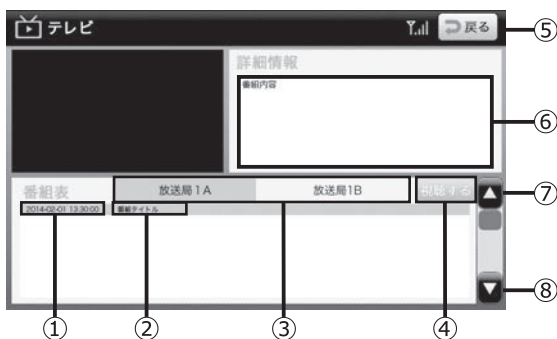 テレビ
戻る
⑤
詳細情報
番組内容
⑥
番組表
放送局1A
放送局1B
視聴する
⑦
2014-02-01 13:30:00
番組タイトル
⑧
①
②
③
④